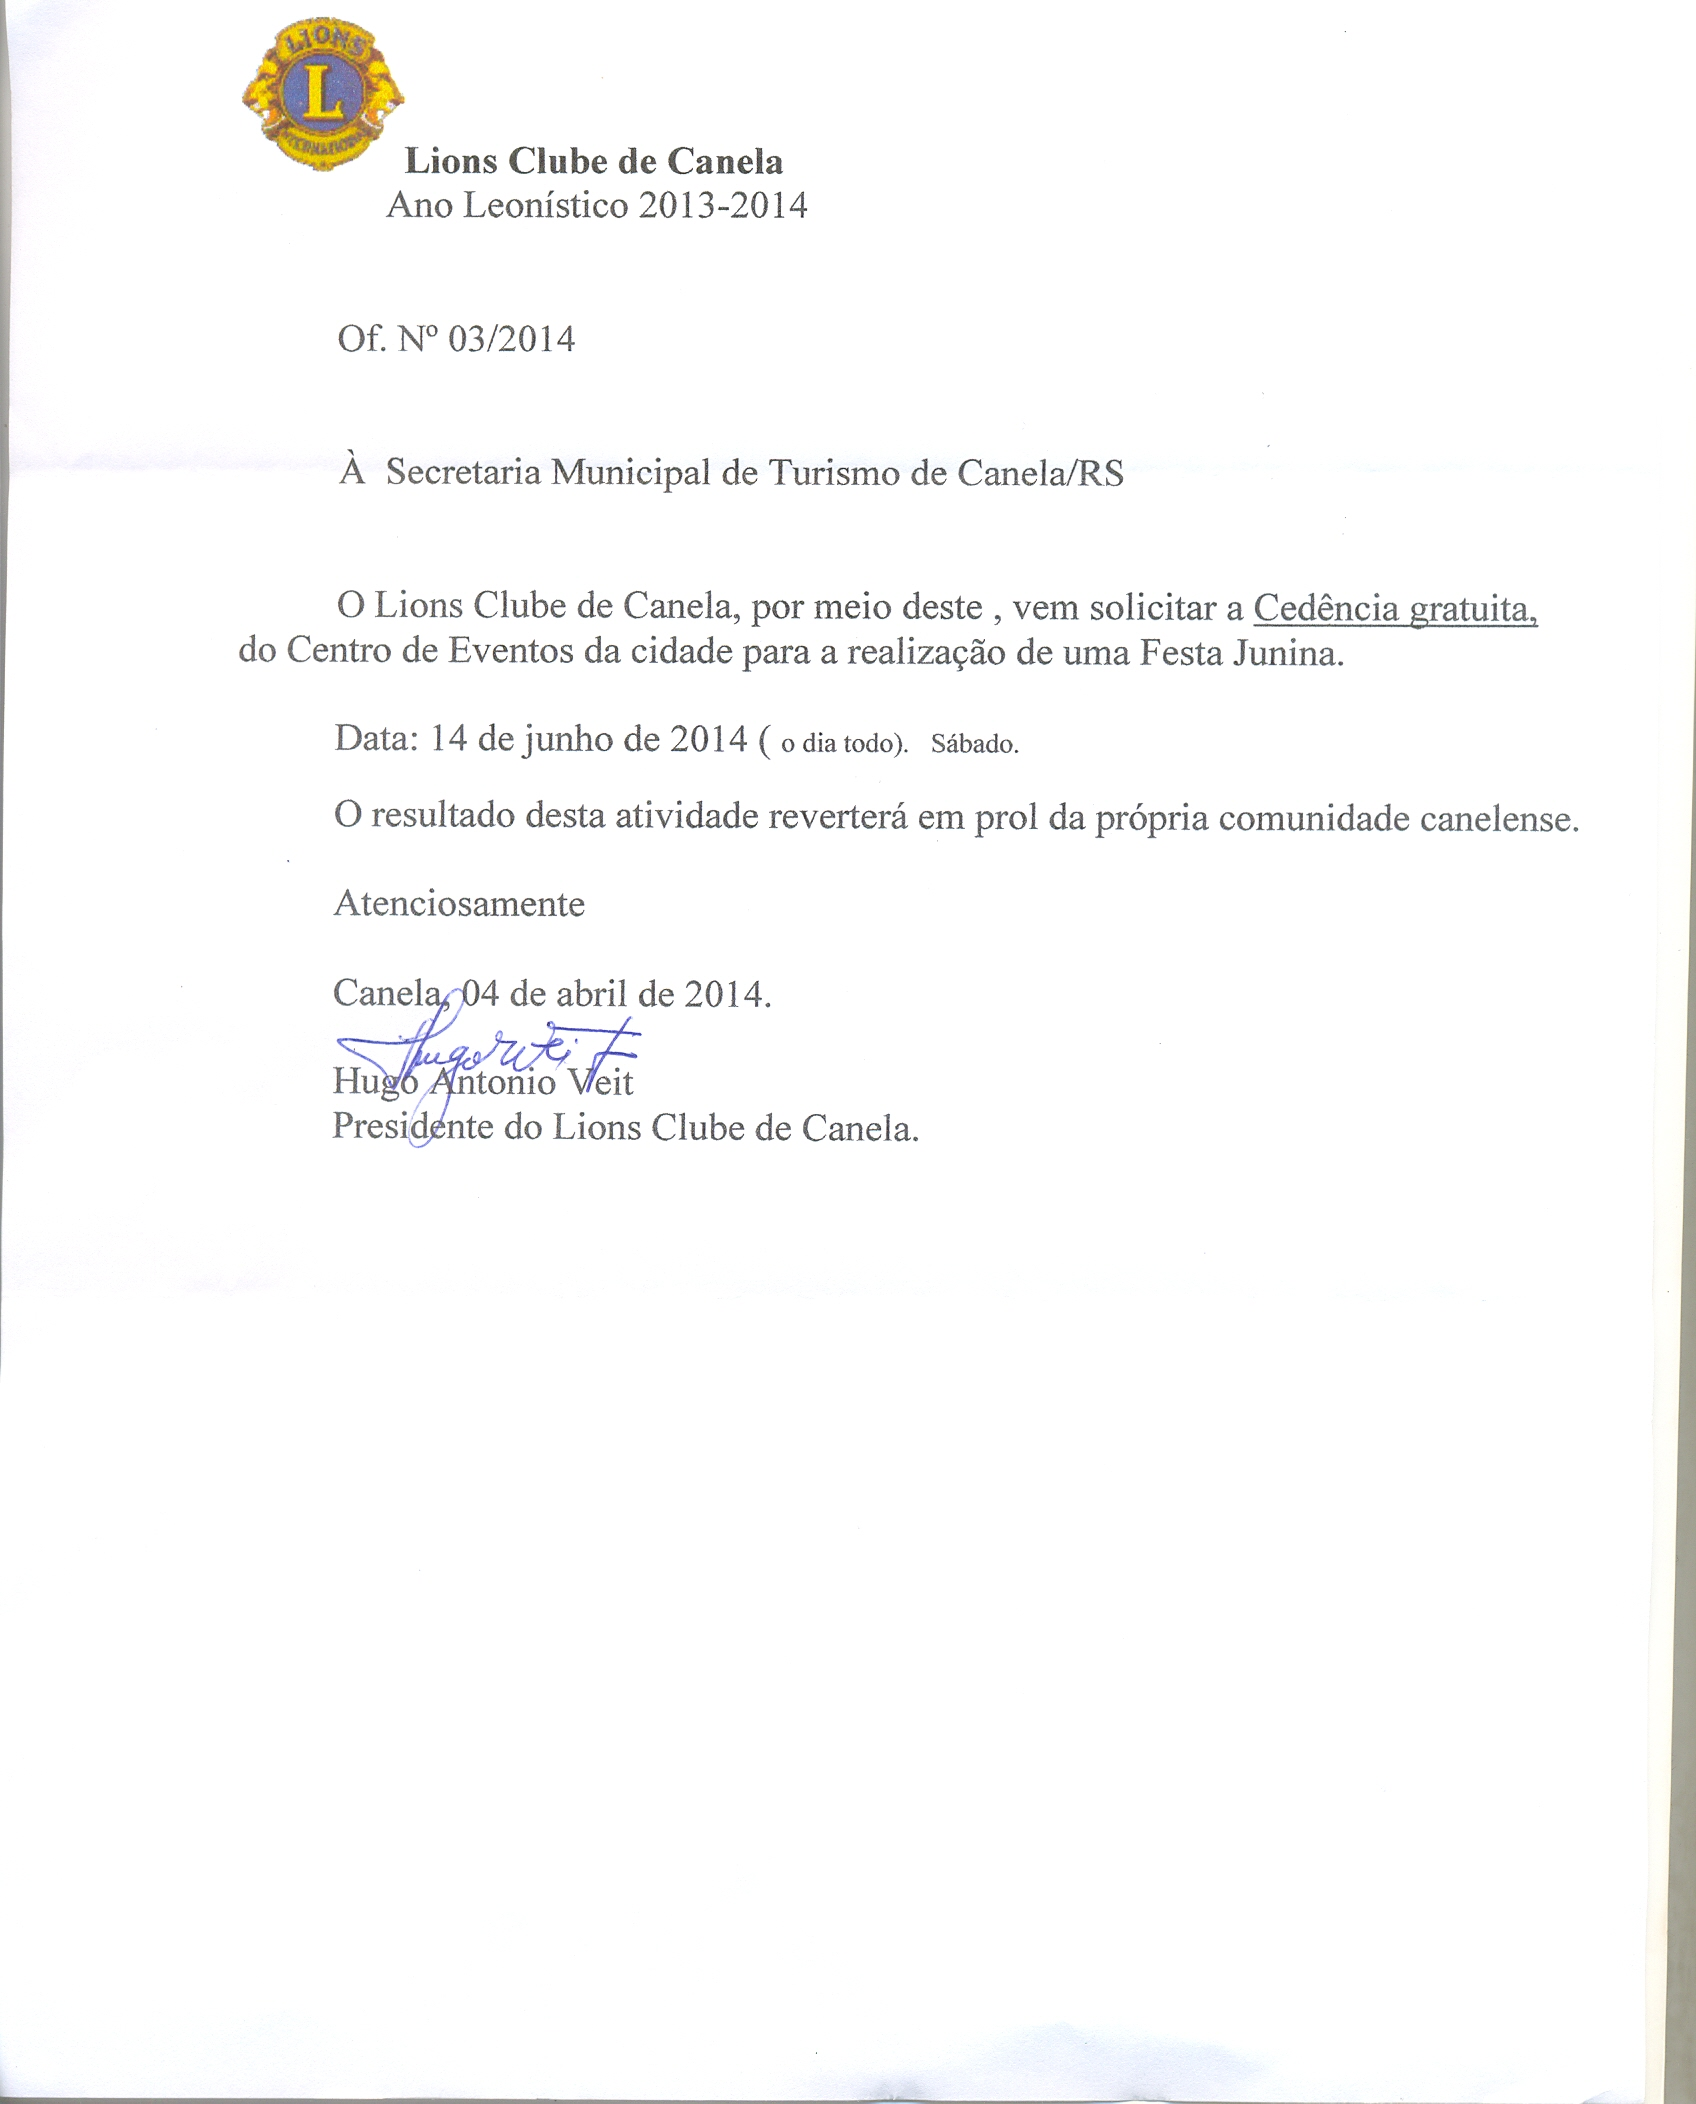 LIONS
L
INTERNATIONAL
Lions Clube de Canela
Ano Leonístico 2013-2014
Of. Nº 03/2014
À  Secretaria Municipal de Turismo de Canela/RS
O Lions Clube de Canela, por meio deste , vem solicitar a Cedência gratuita,
do Centro de Eventos da cidade para a realização de uma Festa Junina.
Data: 14 de junho de 2014 ( o dia todo).   Sábado.
O resultado desta atividade reverterá em prol da própria comunidade canelense.
Atenciosamente
Canela, 04 de abril de 2014.
Hugo Veit
Hugo Antonio Veit
Presidente do Lions Clube de Canela.